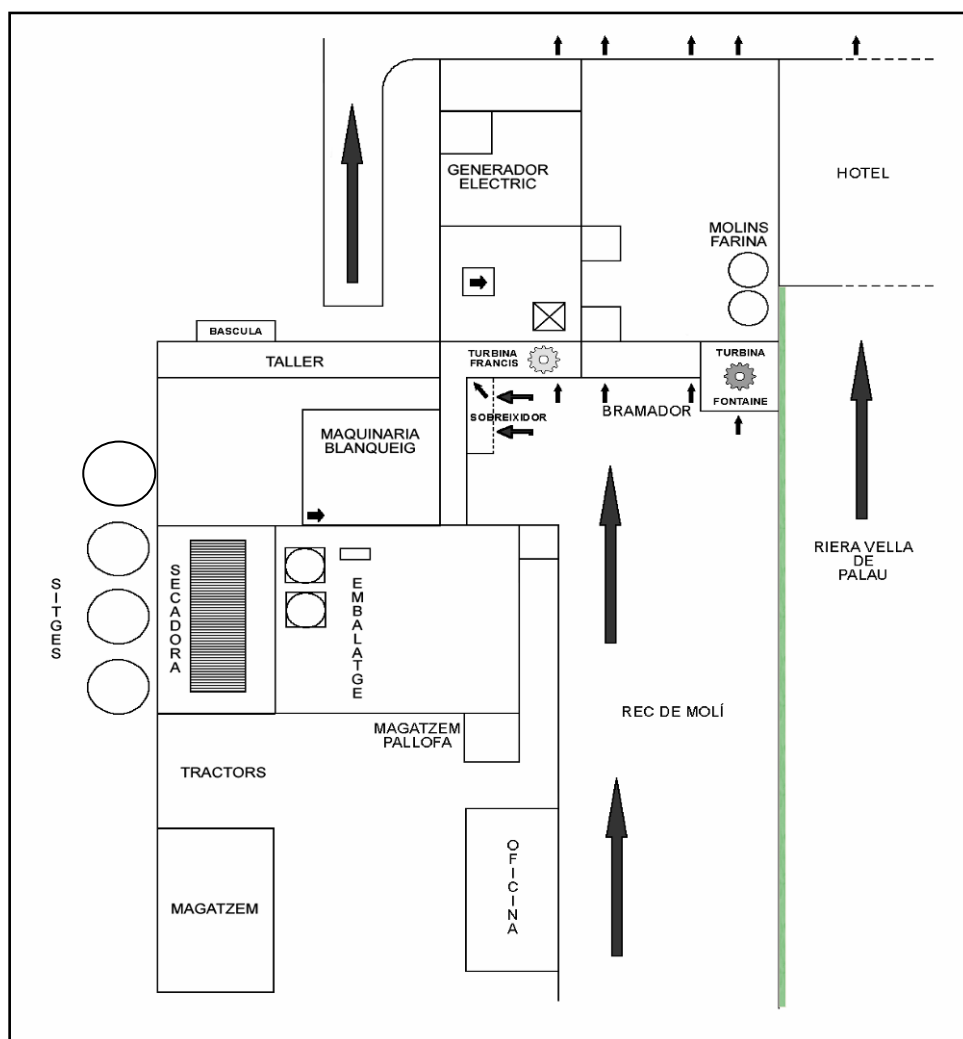 GENERADOR
ELECTRIC
HOTEL
MOLINS
FARINA
BASCULA
TALLER
TURBINA
FRANCIS
TURBINA
FONTAINE
BRAMADOR
SOBREIXIDOR
MAQUINARIA
BLANQUEIG
RIERA VELLA
DE
PALAU
SITGES
SECADORA
EMBALATGE
REC DE MOLÍ
MAGATZEM
PALLOFA
TRACTORS
OFICINA
MAGATZEM